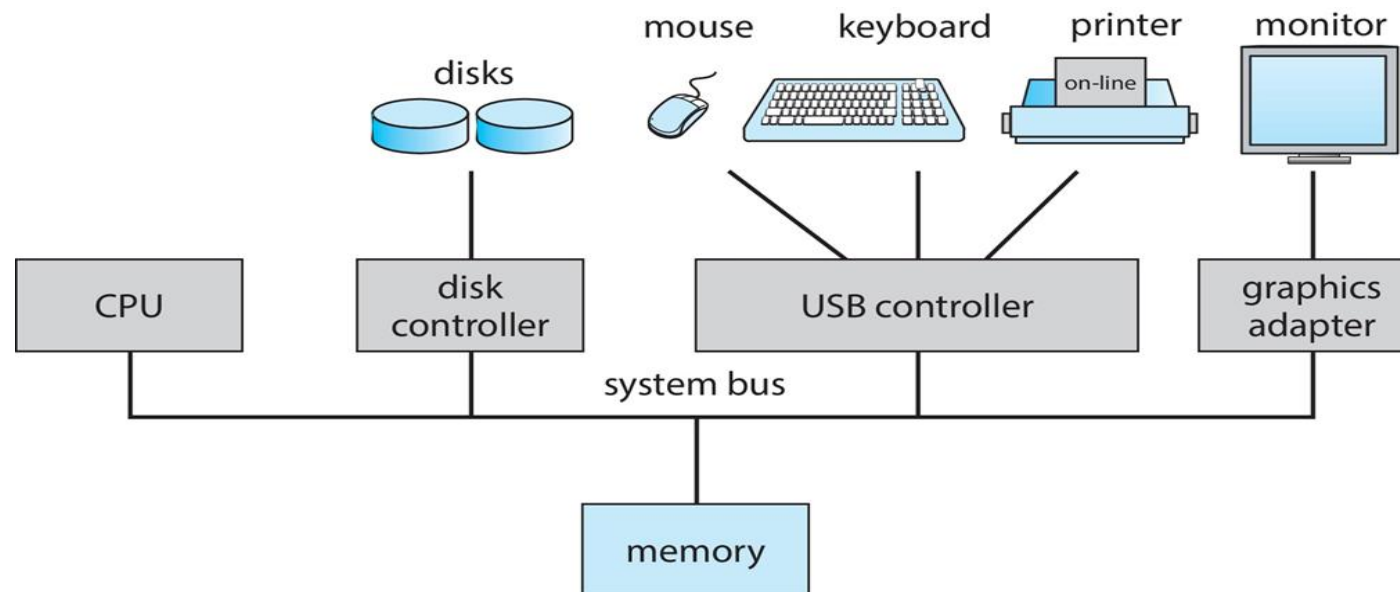 mouse
keyboard
printer
monitor
disks
on-line
CPU
disk
controller
USB controller
graphics
adapter
system bus
memory